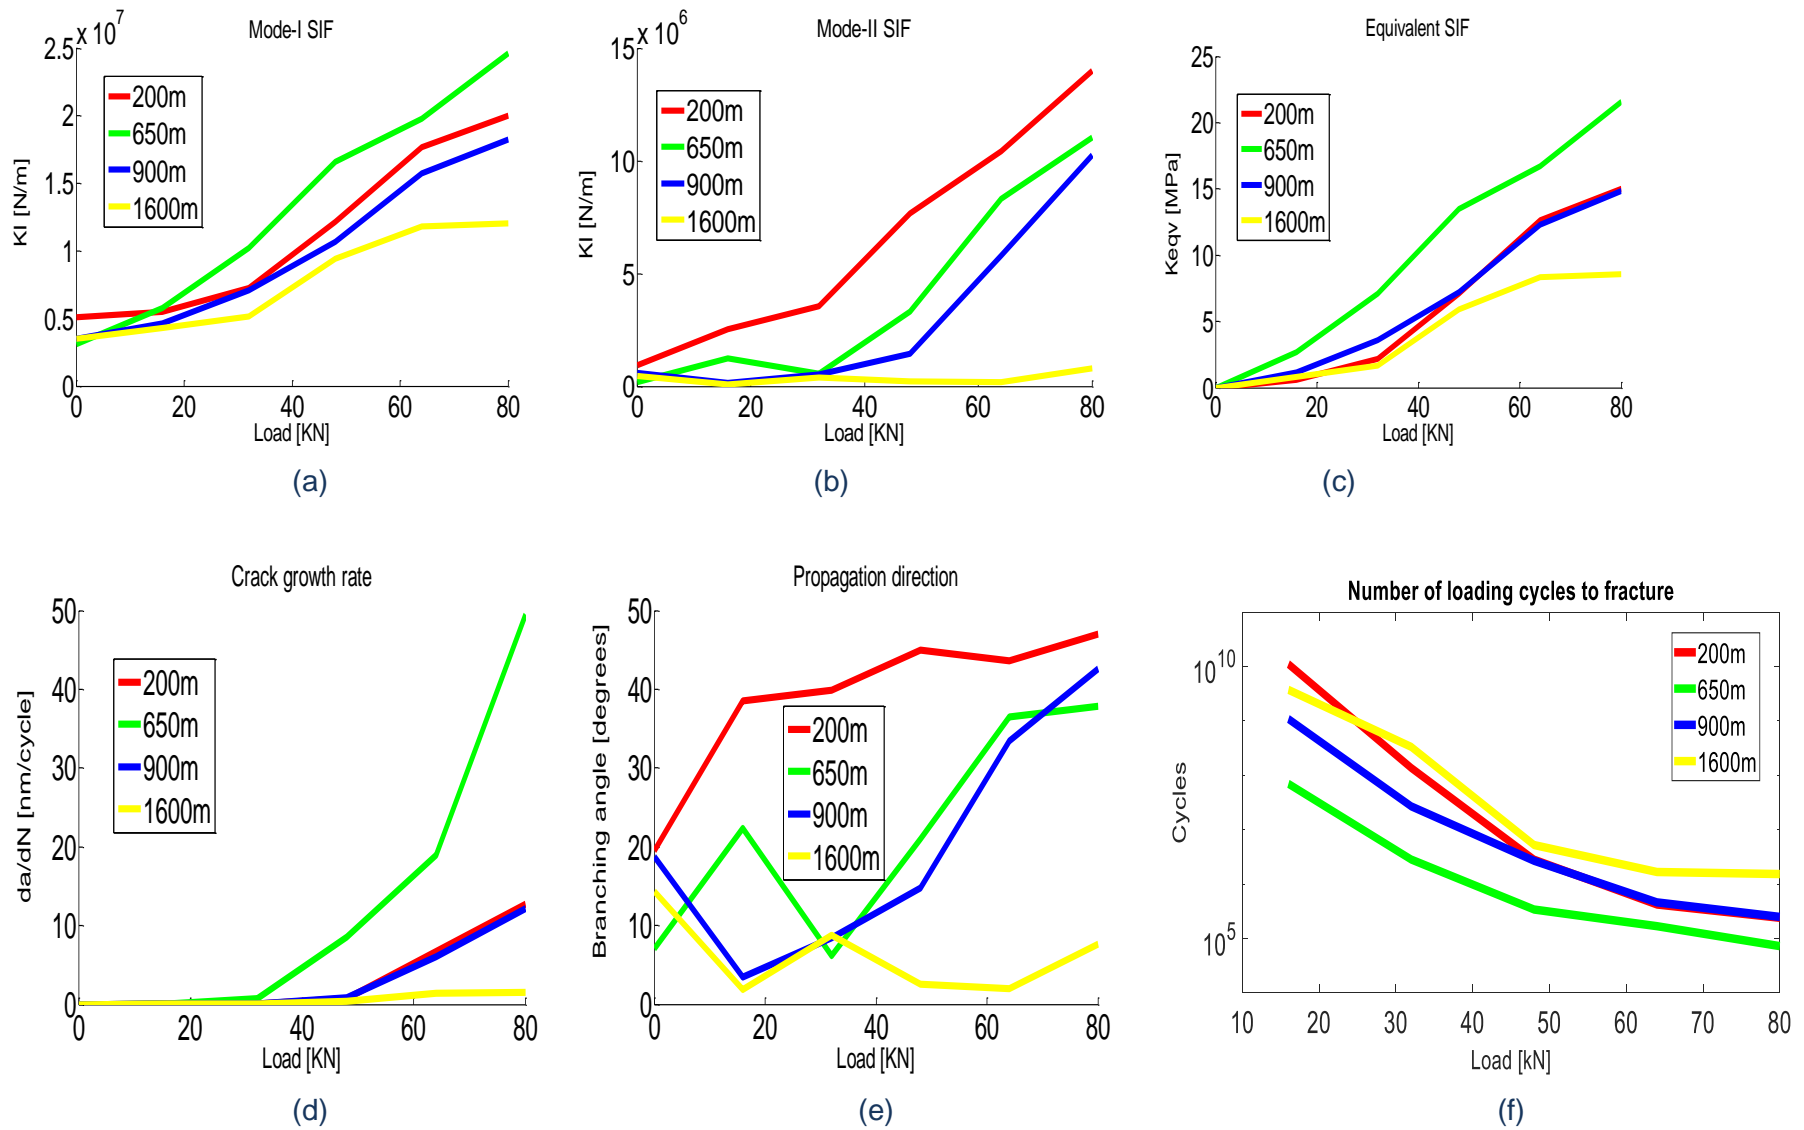 Mode-I SIF
x 10^7
2.5
2
1.5
1
0.5
0
0 20 40 60 80
KI [N/m]
Load [KN]
200m
650m
900m
1600m
(a)
Mode-II SIF
x 10^6
15
10
5
0
0 20 40 60 80
KI [N/m]
Load [KN]
200m
650m
900m
1600m
(b)
Equivalent SIF
25
20
15
10
5
0
0 20 40 60 80
Keqv [MPa]
Load [KN]
200m
650m
900m
1600m
(c)
Crack growth rate
50
40
30
20
10
0
0 20 40 60 80
da/dN [nm/cycle]
Load [KN]
200m
650m
900m
1600m
(d)
Propagation direction
50
40
30
20
10
0
0 20 40 60 80
Branching angle [degrees]
Load [KN]
200m
650m
900m
1600m
(e)
Number of loading cycles to fracture
10^10
10^5
10 20 30 40 50 60 70 80
Cycles
Load [kN]
200m
650m
900m
1600m
(f)